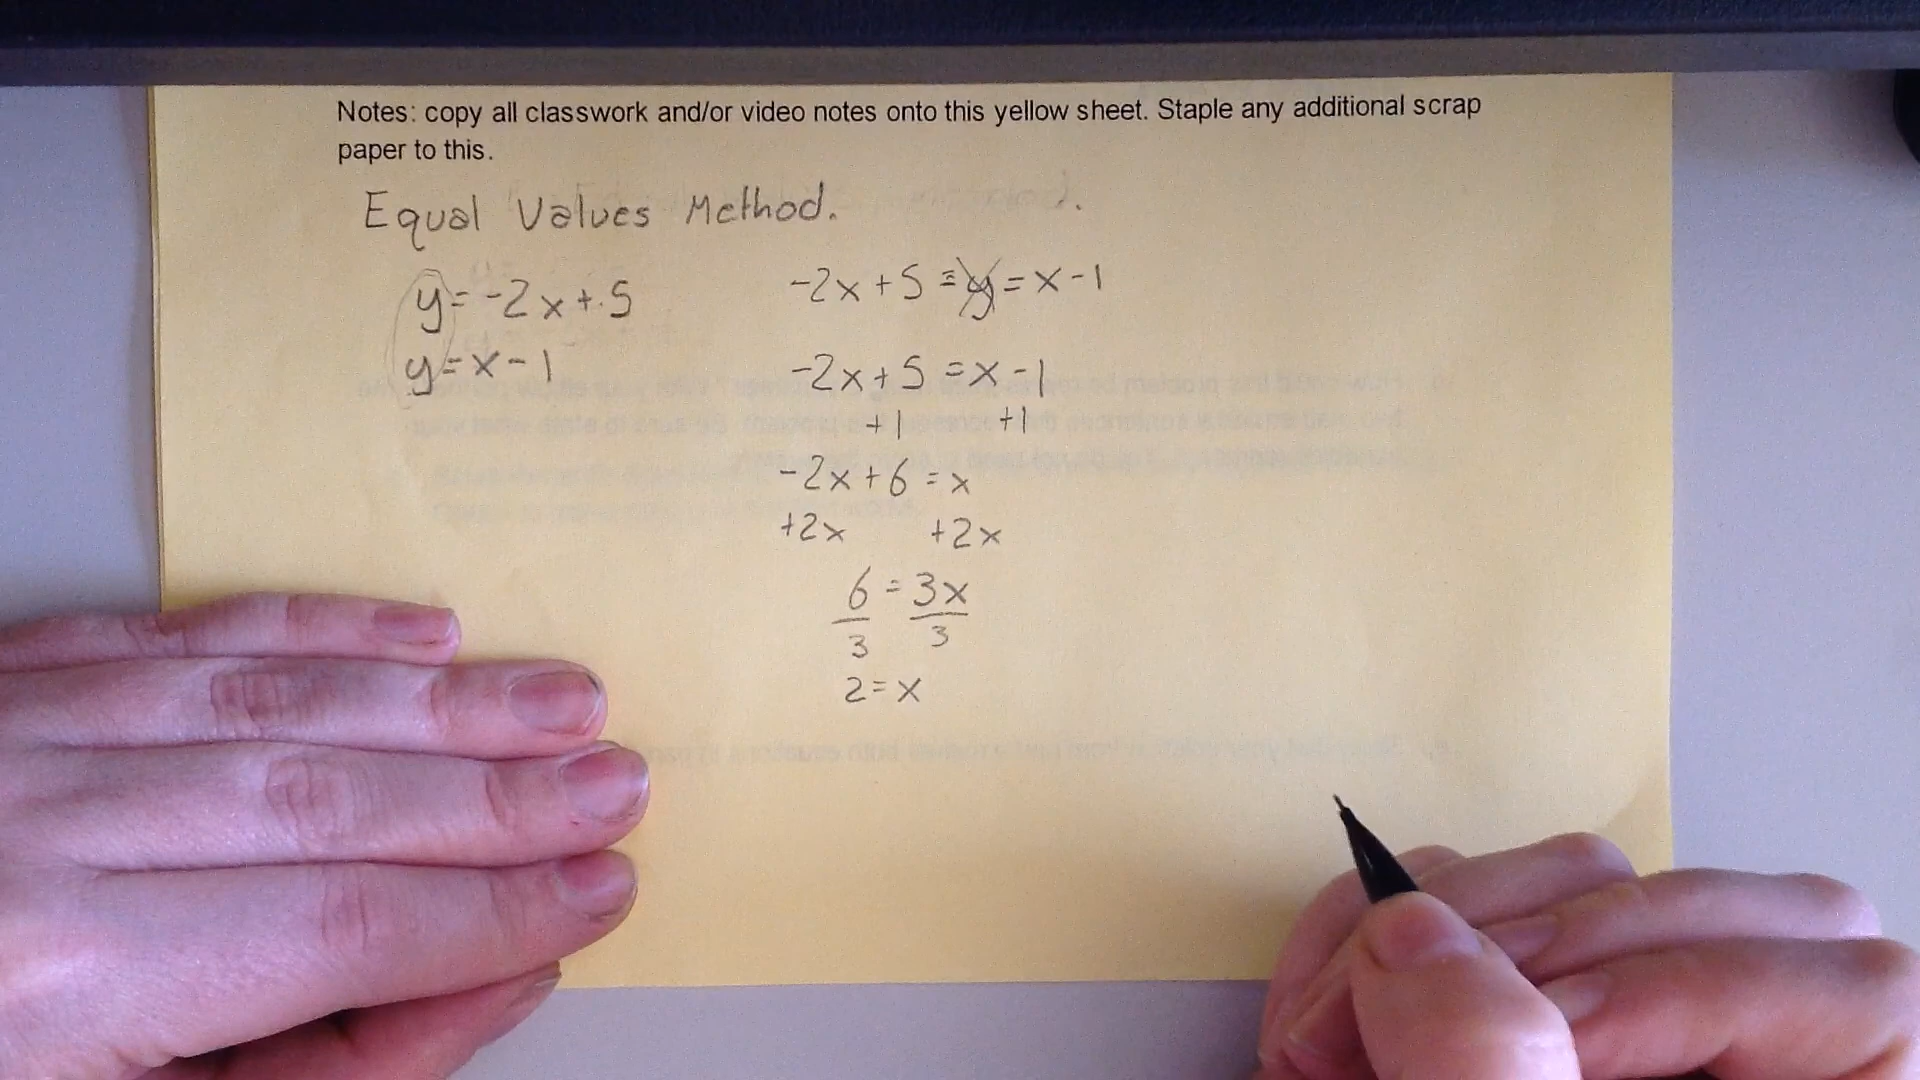 Notes: copy all classwork and/or video notes onto this yellow sheet. Staple any additional scrap
paper to this.
Equal Values Method.
y=-2x+5
y=x-1
-2x+5=y=x-1
-2x+5=x-1
+1 +1
-2x+6=x
+2x +2x
6=3x
3 3
2=x